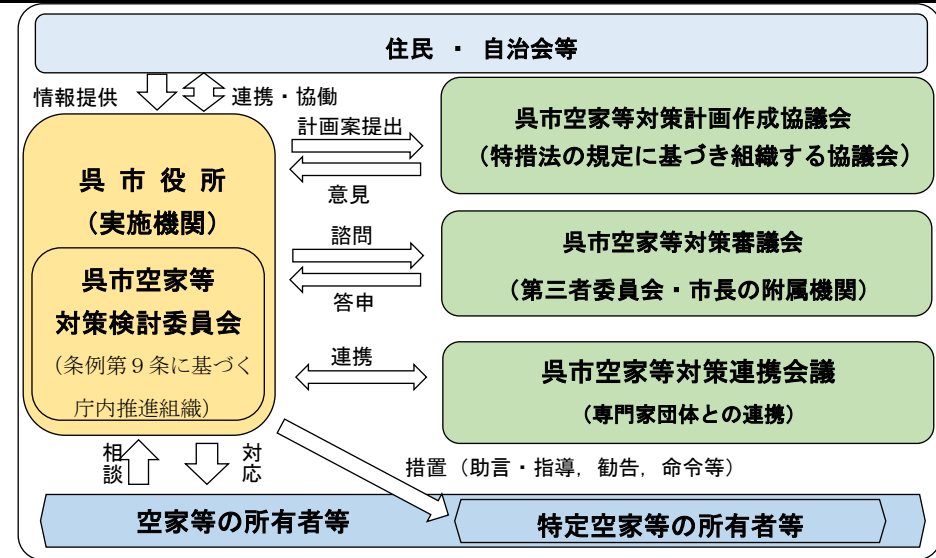 住民 ・ 自治会等
情報提供
連携・協働
呉 市 役 所
（実施機関）
呉市空家等
対策検討委員会
（条例第９条に基づく
庁内推進組織）
計画案提出
意見
呉市空家等対策計画作成協議会
（特措法の規定に基づき組織する協議会）
諮問
答申
呉市空家等対策審議会
（第三者委員会・市長の附属機関）
連携
呉市空家等対策連携会議
（専門家団体との連携）
相談
対応
措置（助言・指導，勧告，命令等）
空家等の所有者等
特定空家等の所有者等